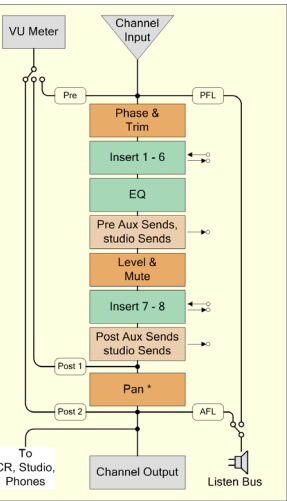 VU Meter
Channel
Input
Pre
PFL
Phase &
Trim
Insert 1 - 6
EQ
Pre Aux Sends,
studio Sends
Level &
Mute
Insert 7 - 8
Post Aux Sends
studio Sends
Post 1
Pan *
Post 2
AFL
To
CR, Studio,
Phones
Channel Output
Listen Bus